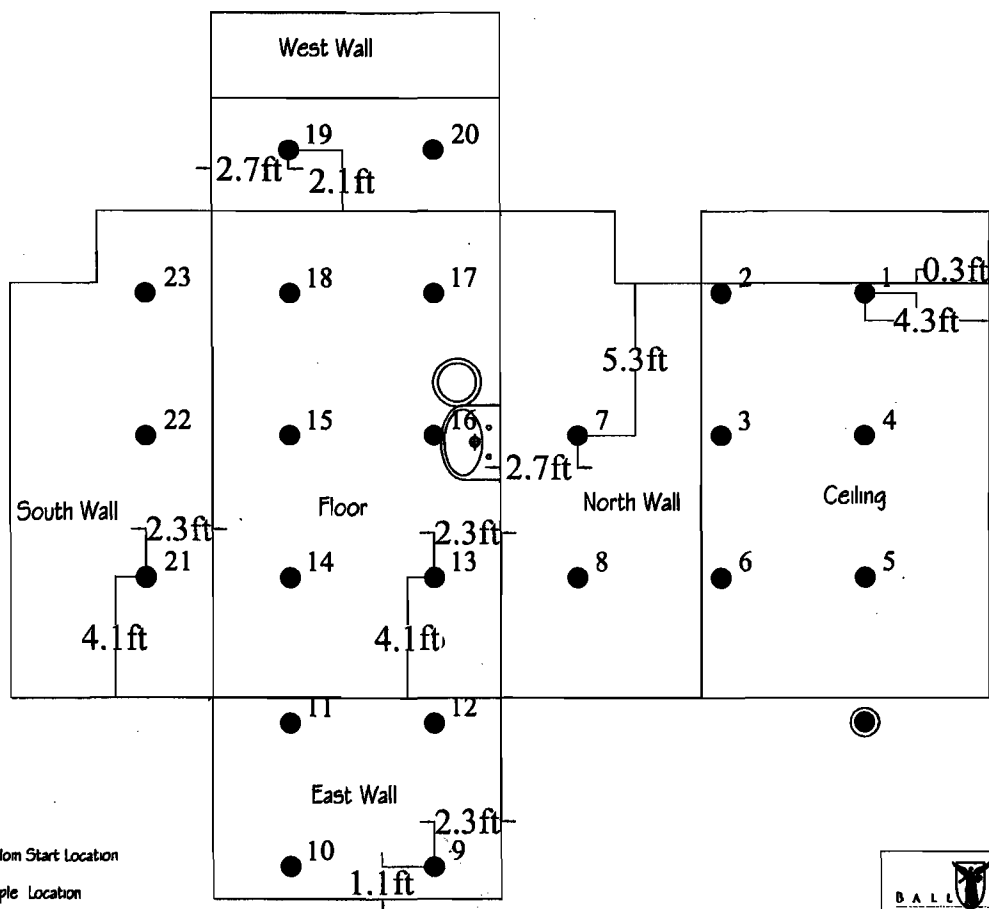 West Wall
19 20
2.7ft 2.1ft
23 18 17 2 1 0.3ft
4.3ft
5.3ft
22 15 16 7 3 4
2.7ft
South Wall Floor North Wall Ceiling
2.3ft 2.3ft
21 14 13 8 6 5
4.1ft 4.1ft
11 12
East Wall
2.3ft
10 9
1.1ft
Start Location
Location
BALL